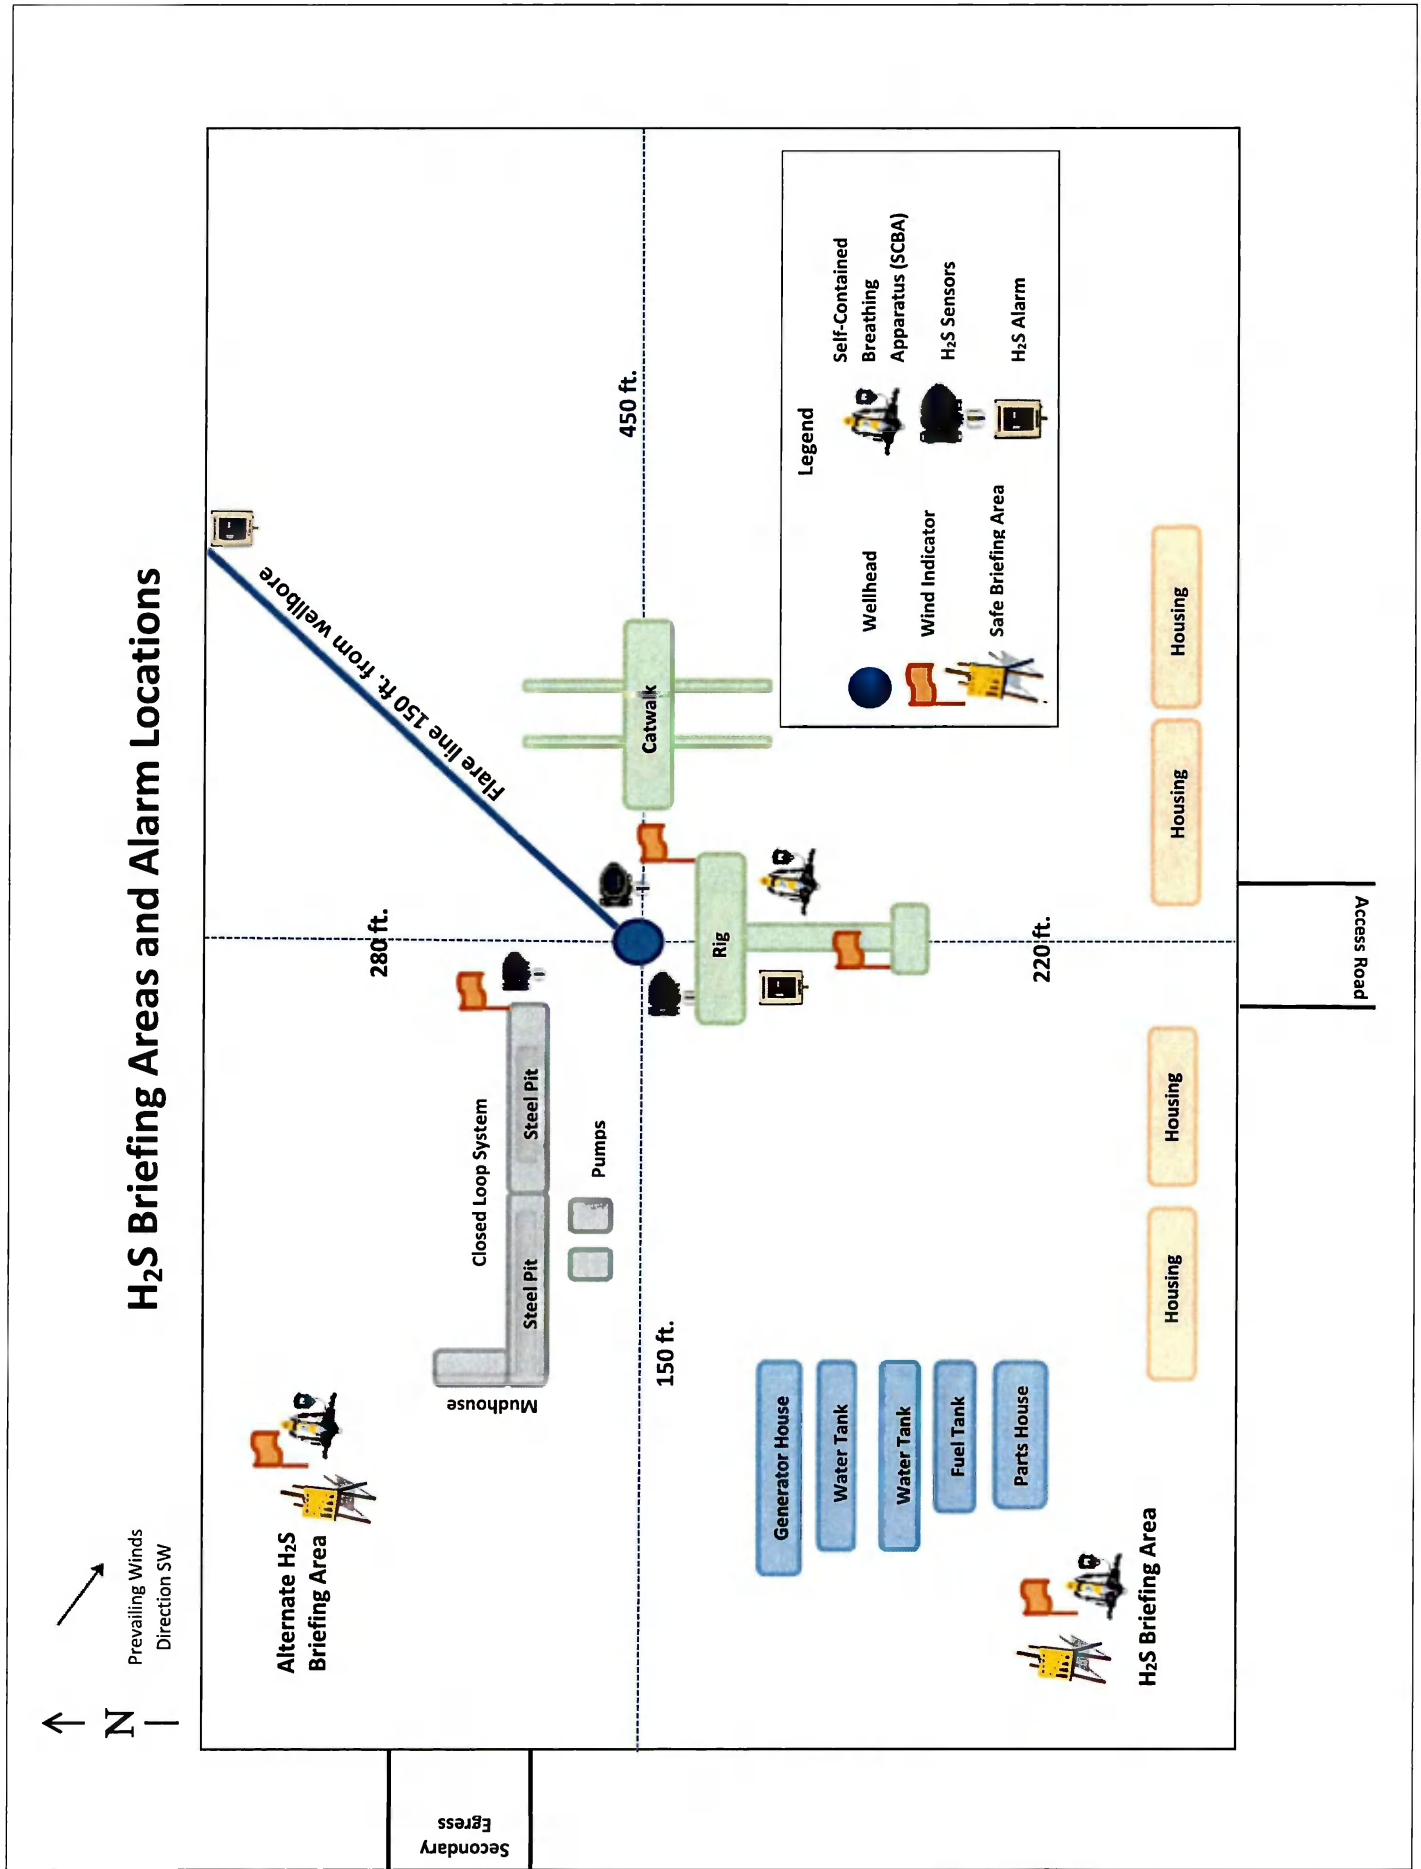 H₂S Briefing Areas and Alarm Locations
N
Prevailing Winds
Direction SW
Alternate H2S
Briefing Area
Secondary
Egress
Mudhouse
Closed Loop System
Steel Pit
Steel Pit
Pumps
280 ft.
Flare line 150 ft. from wellbore
150 ft.
450 ft.
Catwalk
Rig
220 ft.
Generator House
Water Tank
Water Tank
Fuel Tank
Parts House
H₂S Briefing Area
Housing
Housing
Housing
Housing
Access Road
Legend
Wellhead
Wind Indicator
Safe Briefing Area
Self-Contained
Breathing
Apparatus (SCBA)
H₂S Sensors
H₂S Alarm